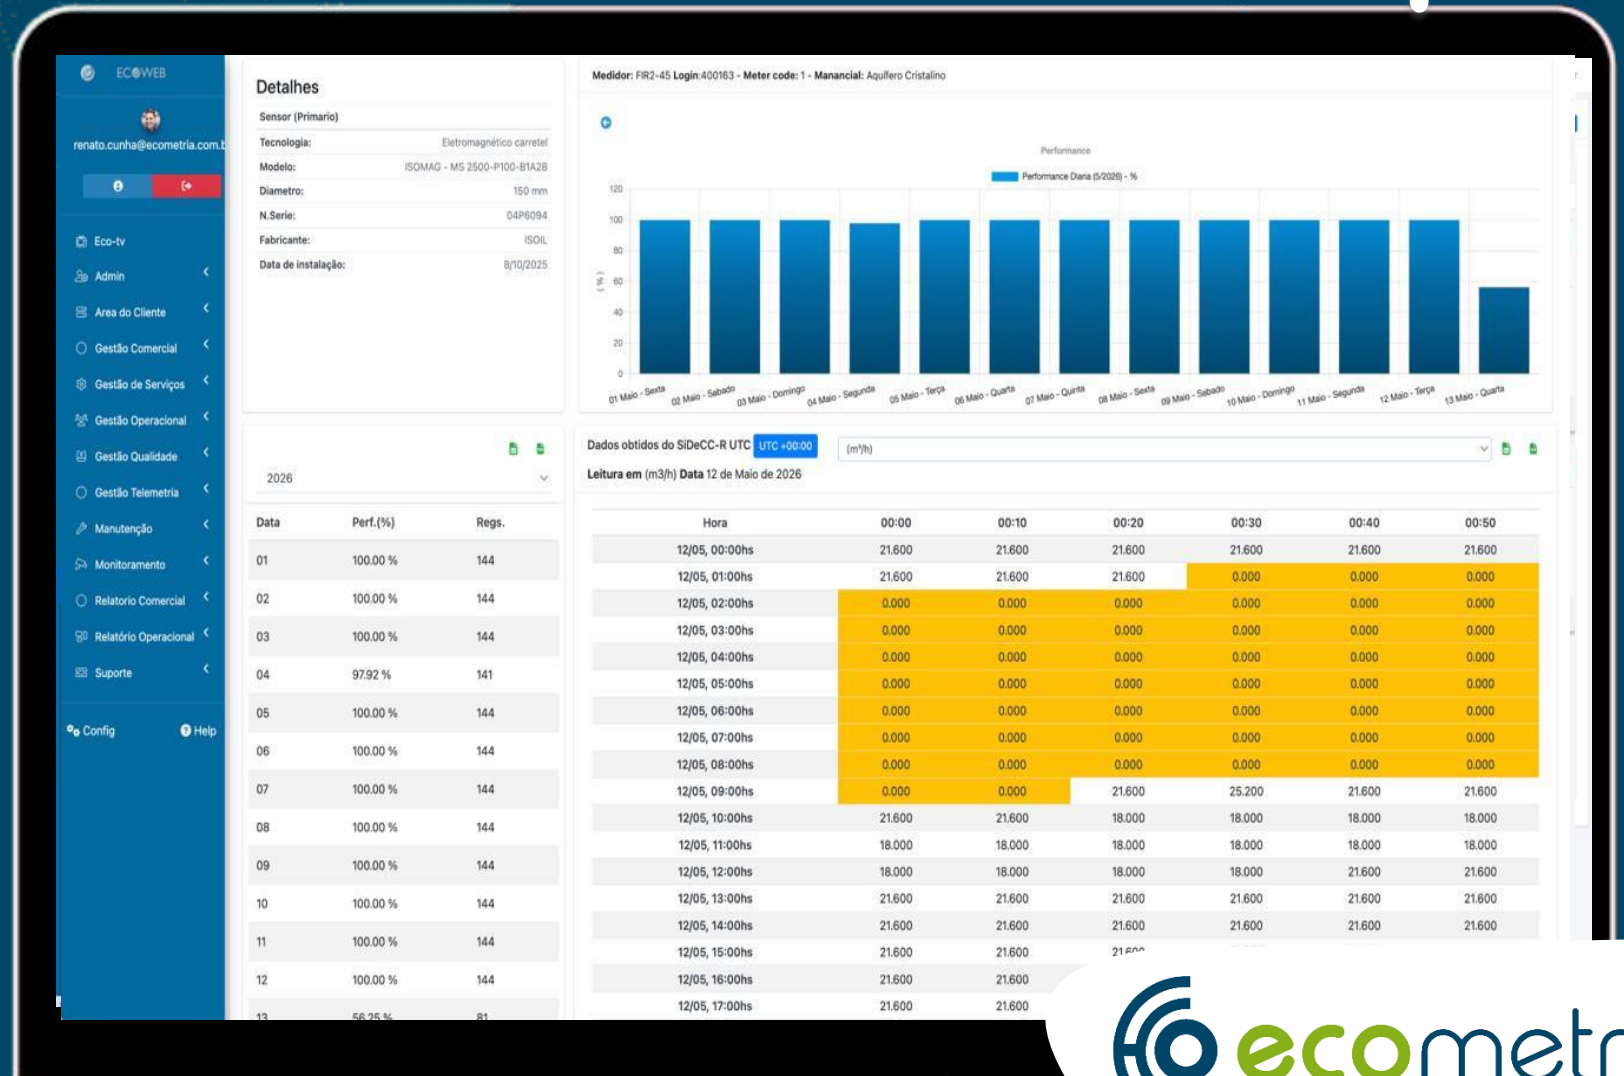 ECOWEB
renato.cunha@ecometria.com.b
Eco-tv
Admin
Area do Cliente
Gestão Comercial
Gestão de Serviços
Gestão Operacional
Gestão Qualidade
Gestão Telemetria
Manutenção
Monitoramento
Relatorio Comercial
Relatório Operacional
Suporte
Config Help
Detalhes
Sensor (Primario)
Tecnologia: Eletromagnético carretel
Modelo: ISOMAG - MS 2500-P100-B1A2B
Diametro: 150 mm
N.Serie: 04P6094
Fabricante: ISOIL
Data de instalação: 8/10/2025
Medidor: FIR2-45 Login:400163 - Meter code: 1 - Manancial: Aquífero Cristalino
Performance
Performance Diaria (5/2026) - %
120
100
80
60
40
20
0
( % )
01 Maio - Sexta
02 Maio - Sabado
03 Maio - Domingo
04 Maio - Segunda
05 Maio - Terça
06 Maio - Quarta
07 Maio - Quinta
08 Maio - Sexta
09 Maio - Sabado
10 Maio - Domingo
11 Maio - Segunda
12 Maio - Terça
13 Maio - Quarta
2026
Data Perf.(%) Regs.
01 100.00 % 144
02 100.00 % 144
03 100.00 % 144
04 97.92 % 141
05 100.00 % 144
06 100.00 % 144
07 100.00 % 144
08 100.00 % 144
09 100.00 % 144
10 100.00 % 144
11 100.00 % 144
12 100.00 % 144
13 56.25 % 81
Dados obtidos do SiDeCC-R UTC UTC +00:00 (m³/h)
Leitura em (m3/h) Data 12 de Maio de 2026
Hora 00:00 00:10 00:20 00:30 00:40 00:50
12/05, 00:00hs 21.600 21.600 21.600 21.600 21.600 21.600
12/05, 01:00hs 21.600 21.600 21.600 0.000 0.000 0.000
12/05, 02:00hs 0.000 0.000 0.000 0.000 0.000 0.000
12/05, 03:00hs 0.000 0.000 0.000 0.000 0.000 0.000
12/05, 04:00hs 0.000 0.000 0.000 0.000 0.000 0.000
12/05, 05:00hs 0.000 0.000 0.000 0.000 0.000 0.000
12/05, 06:00hs 0.000 0.000 0.000 0.000 0.000 0.000
12/05, 07:00hs 0.000 0.000 0.000 0.000 0.000 0.000
12/05, 08:00hs 0.000 0.000 0.000 0.000 0.000 0.000
12/05, 09:00hs 0.000 0.000 21.600 25.200 21.600 21.600
12/05, 10:00hs 21.600 21.600 18.000 18.000 18.000 18.000
12/05, 11:00hs 18.000 18.000 18.000 18.000 18.000 18.000
12/05, 12:00hs 18.000 18.000 18.000 18.000 21.600 21.600
12/05, 13:00hs 21.600 21.600 21.600 21.600 21.600 21.600
12/05, 14:00hs 21.600 21.600 21.600 21.600 21.600 21.600
12/05, 15:00hs 21.600 21.600 21.600
12/05, 16:00hs 21.600 21.600
12/05, 17:00hs 21.600 21.600
ecometr